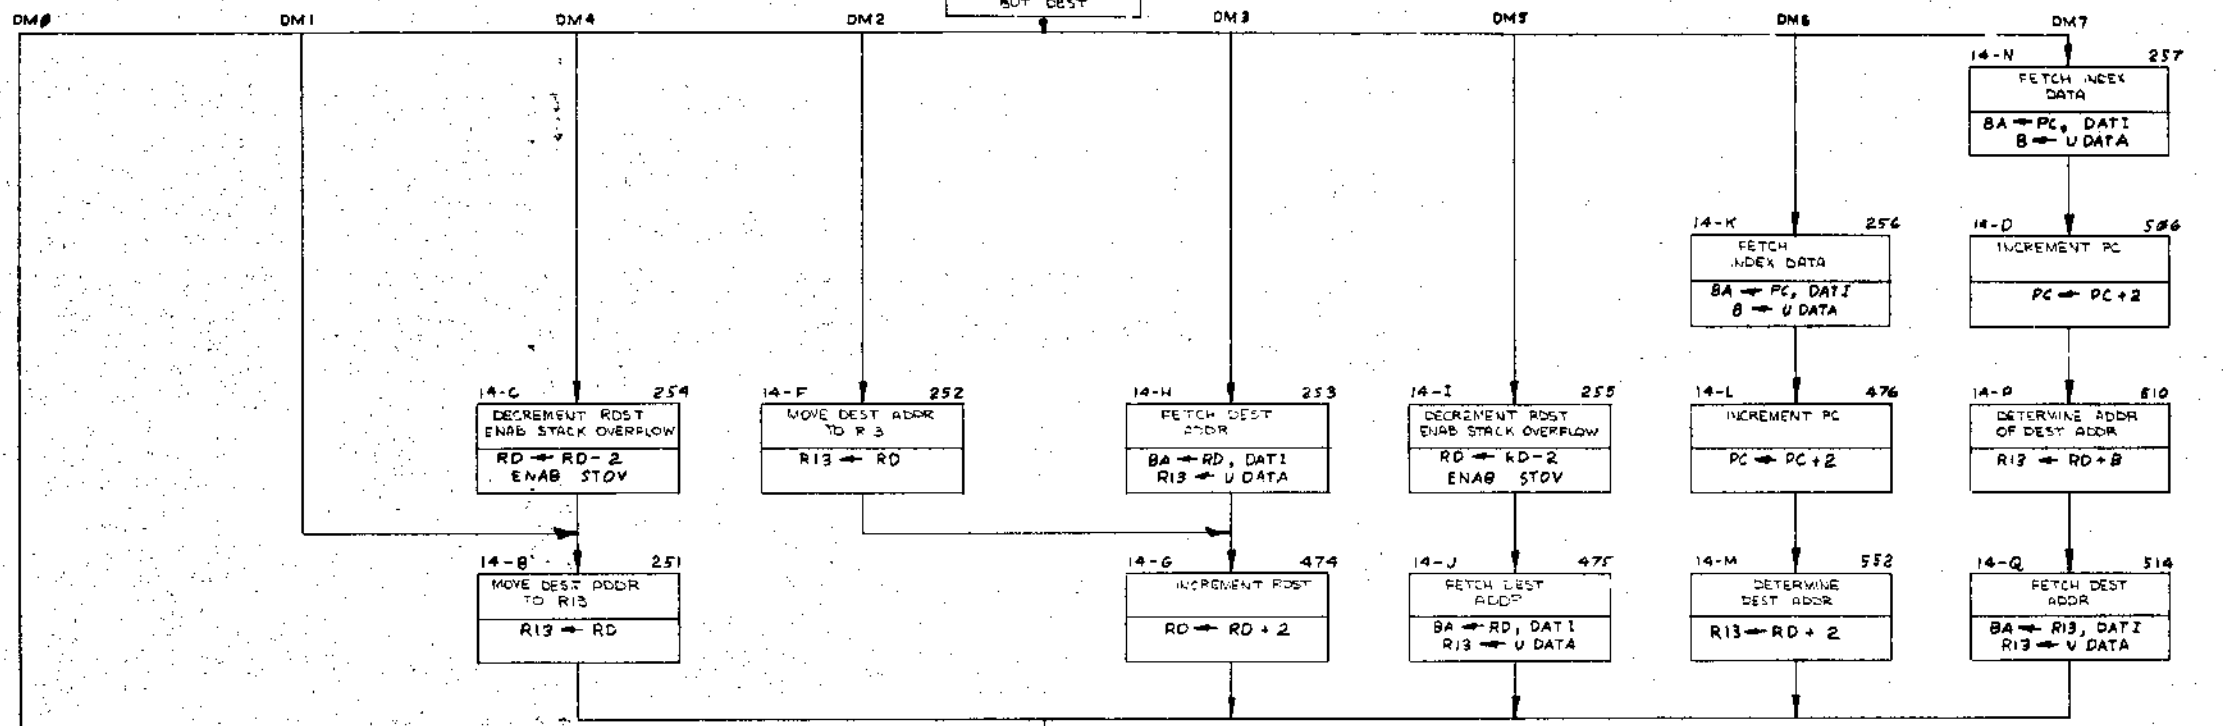 BUT DEST
DM0 DM1 DM4 DM2 DM3 DM5 DM6 DM7
14-N 257
FETCH INDEX
DATA
BA ← PC, DATI
B ← U DATA
14-K 256
FETCH
INDEX DATA
BA ← PC, DATI
B ← U DATA
14-O 506
INCREMENT PC
PC ← PC + 2
14-C 254
DECREMENT RDST
ENAB STACK OVERFLOW
RD ← RD - 2
ENAB STOV
14-F 252
MOVE DEST ADDR
TO R 3
R13 ← RD
14-H 253
FETCH DEST
ADDR
BA ← RD, DATI
R13 ← U DATA
14-I 255
DECREMENT RDST
ENAB STACK OVERFLOW
RD ← RD - 2
ENAB STOV
14-L 476
INCREMENT PC
PC ← PC + 2
14-P 510
DETERMINE ADDR
OF DEST ADDR
R13 ← RD + B
14-B 251
MOVE DEST ADDR
TO R13
R13 ← RD
14-G 474
INCREMENT RDST
RD ← RD + 2
14-J 475
FETCH DEST
ADDR
BA ← RD, DATI
R13 ← U DATA
14-M 552
DETERMINE
DEST ADDR
R13 ← RD + 2
14-Q 514
FETCH DEST
ADDR
BA ← R13, DATI
R13 ← U DATA